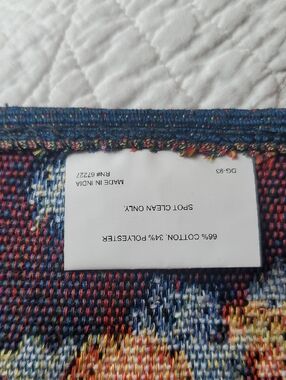 66% COTTON, 34% POLYESTER
SPOT CLEAN ONLY.
MADE IN INDIA
RN# 67227 DG-93